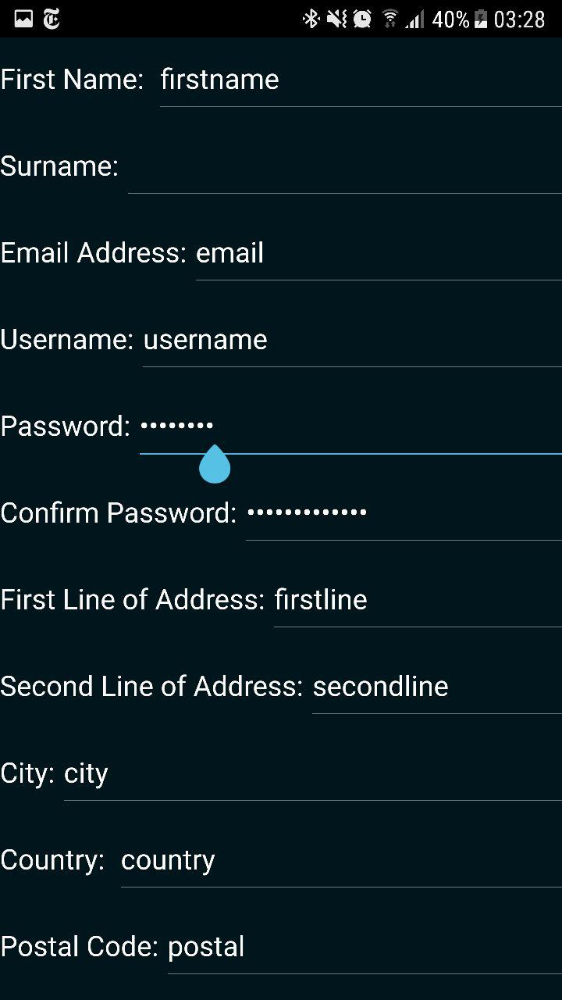 40% 03:28
First Name: firstname
Surname:
Email Address: email
Username: username
Password: ••••••••
Confirm Password: •••••••••••••
First Line of Address: firstline
Second Line of Address: secondline
City: city
Country: country
Postal Code: postal